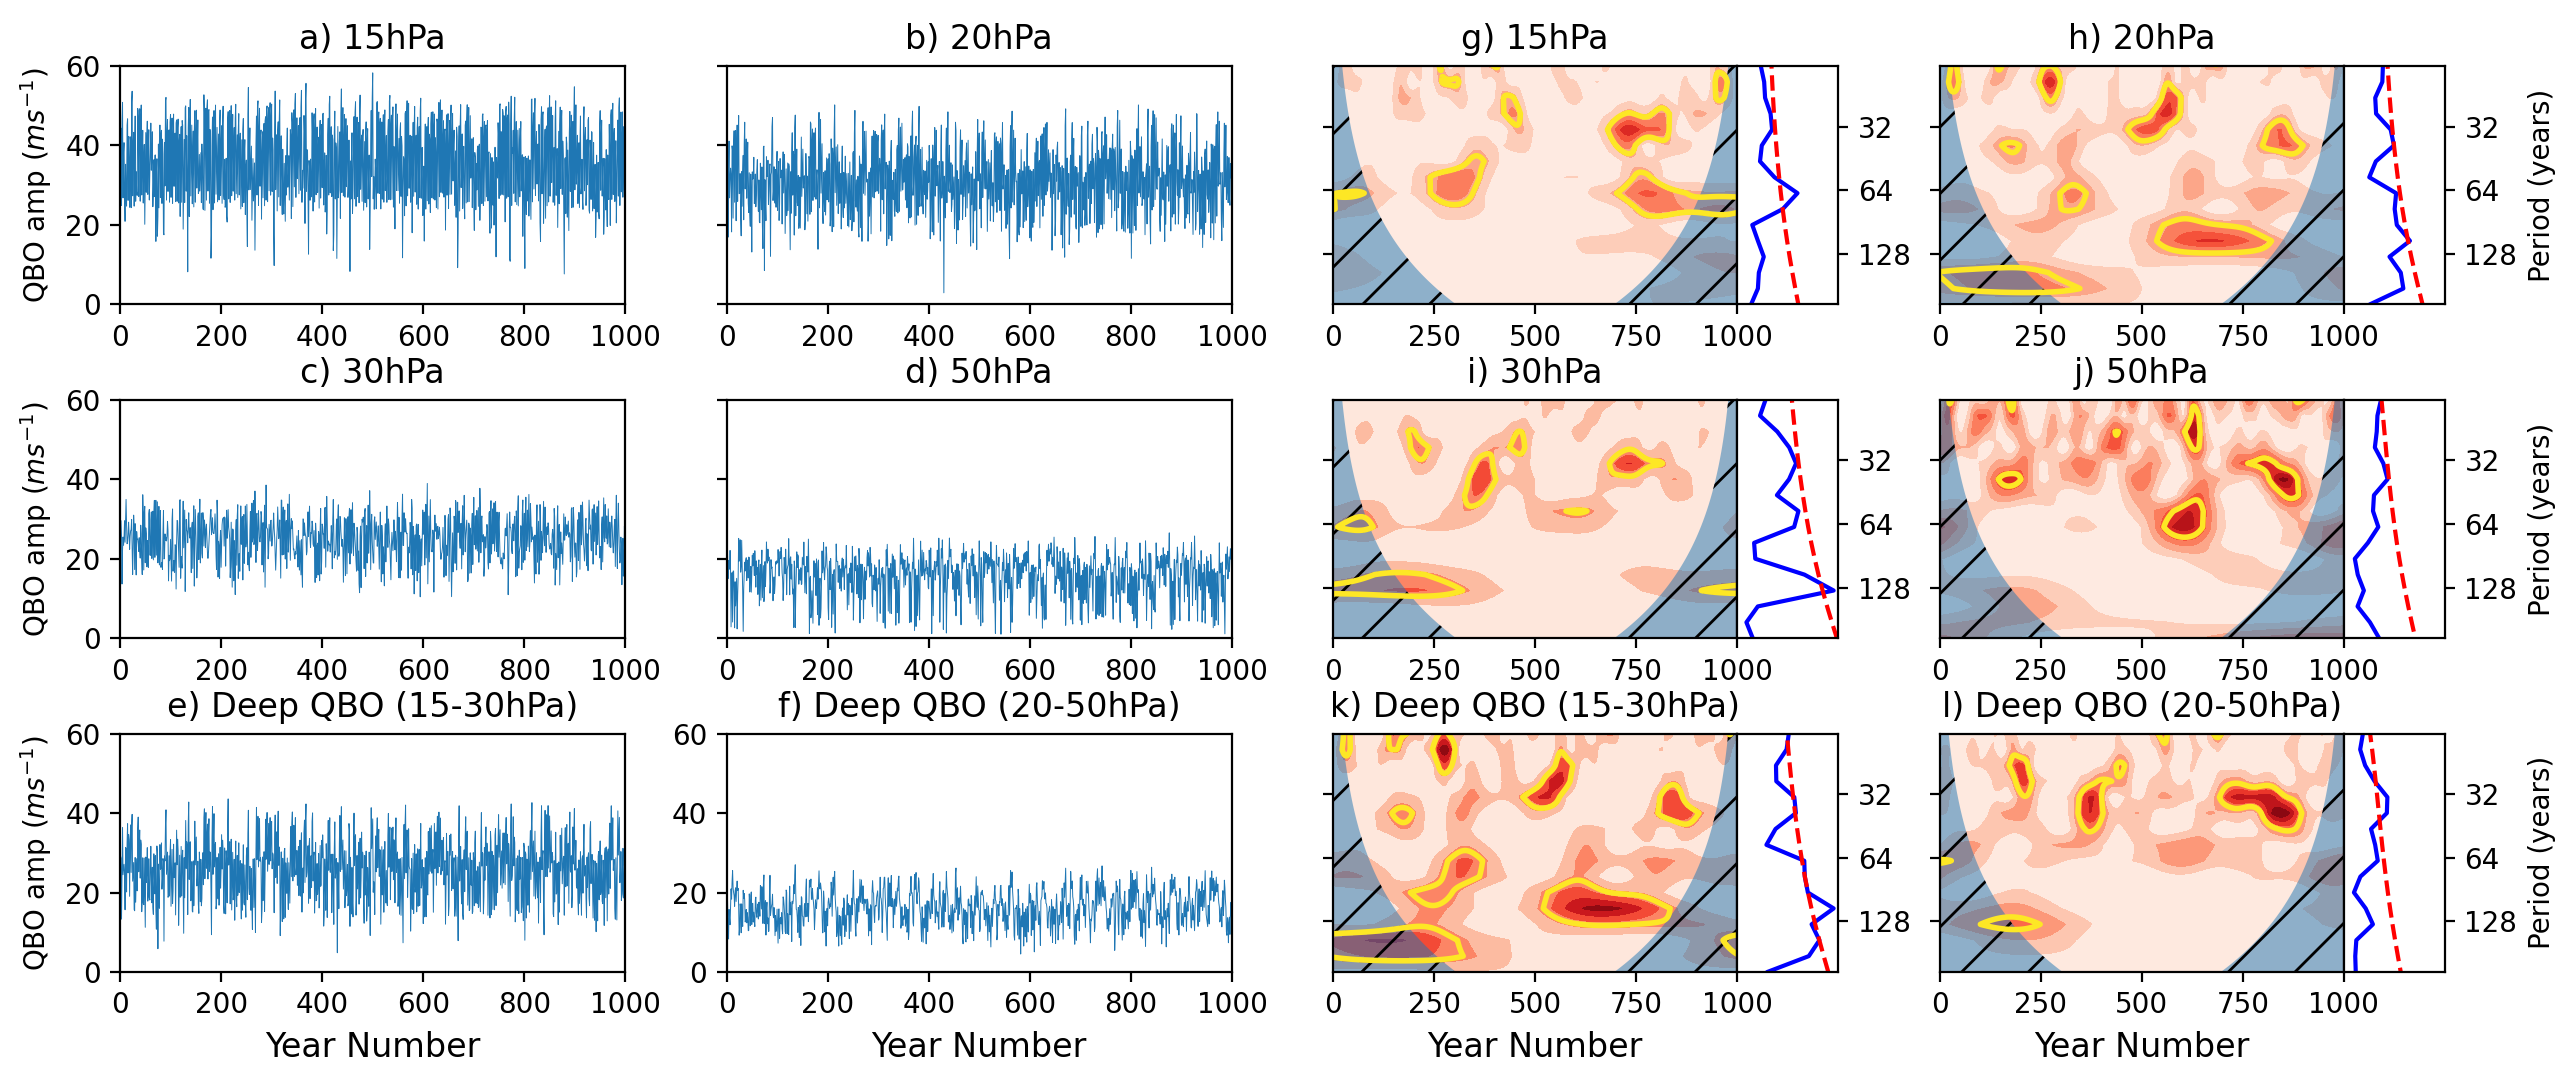 a) 15hPa
b) 20hPa
g) 15hPa
h) 20hPa
QBO amp (ms⁻¹)
60
40
20
0
0 200 400 600 800 1000
0 200 400 600 800 1000
0 250 500 750 1000
32
64
128
0 250 500 750 1000
32
64
128
Period (years)
c) 30hPa
d) 50hPa
i) 30hPa
j) 50hPa
QBO amp (ms⁻¹)
60
40
20
0
0 200 400 600 800 1000
0 200 400 600 800 1000
0 250 500 750 1000
32
64
128
0 250 500 750 1000
32
64
128
Period (years)
e) Deep QBO (15-30hPa)
f) Deep QBO (20-50hPa)
k) Deep QBO (15-30hPa)
l) Deep QBO (20-50hPa)
QBO amp (ms⁻¹)
60
40
20
0
0 200 400 600 800 1000
Year Number
60
40
20
0
0 200 400 600 800 1000
Year Number
0 250 500 750 1000
Year Number
32
64
128
0 250 500 750 1000
Year Number
32
64
128
Period (years)